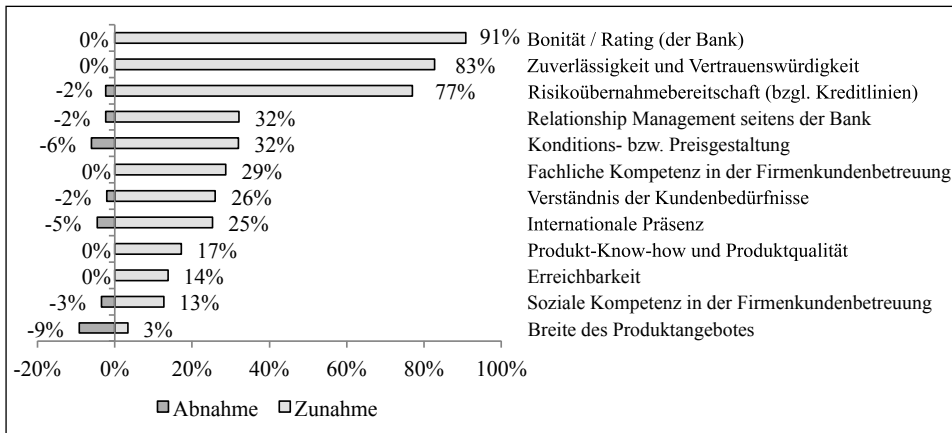 0% 91% Bonität / Rating (der Bank)
0% 83% Zuverlässigkeit und Vertrauenswürdigkeit
-2% 77% Risikoübernahmebereitschaft (bzgl. Kreditlinien)
-2% 32% Relationship Management seitens der Bank
-6% 32% Konditions- bzw. Preisgestaltung
0% 29% Fachliche Kompetenz in der Firmenkundenbetreuung
-2% 26% Verständnis der Kundenbedürfnisse
-5% 25% Internationale Präsenz
0% 17% Produkt-Know-how und Produktqualität
0% 14% Erreichbarkeit
-3% 13% Soziale Kompetenz in der Firmenkundenbetreuung
-9% 3% Breite des Produktangebotes
-20% 0% 20% 40% 60% 80% 100%
Abnahme Zunahme